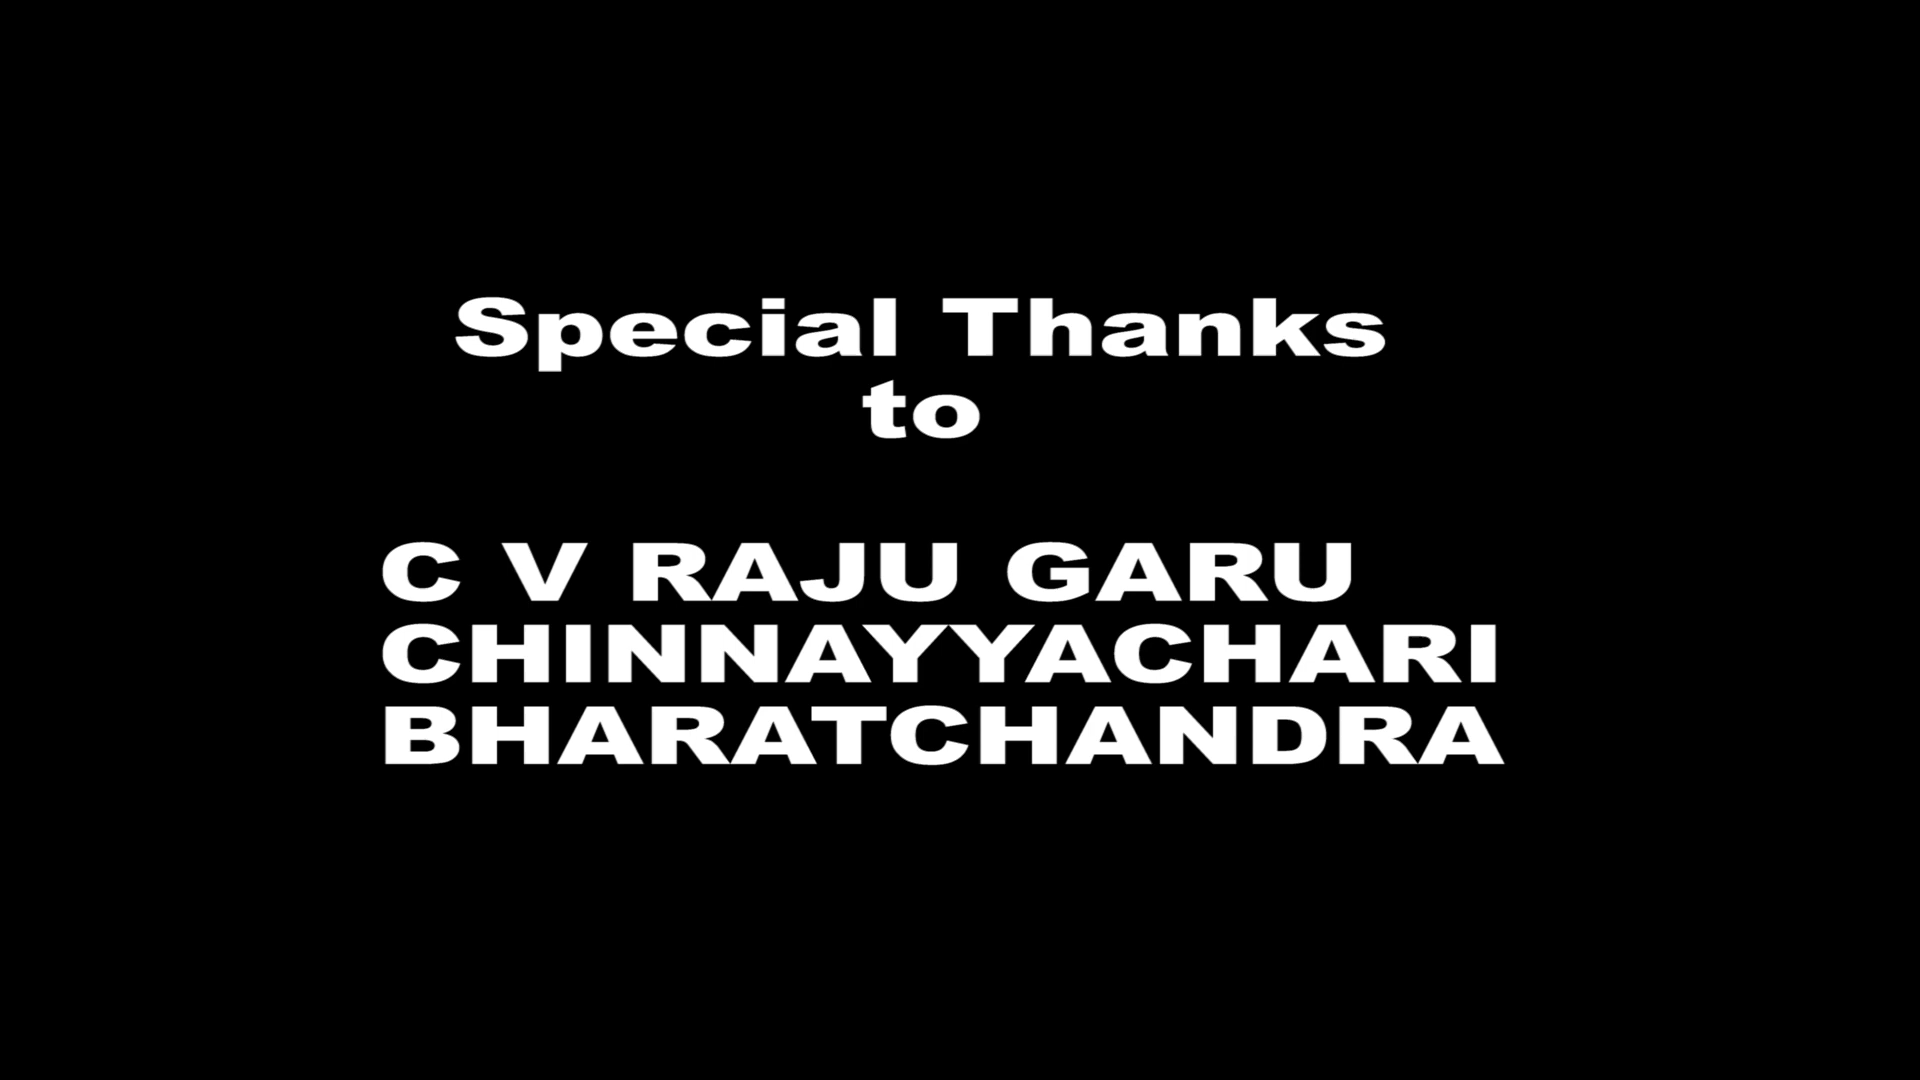 Special Thanks
to
C V RAJU GARU
CHINNAYYACHARI
BHARATCHANDRA